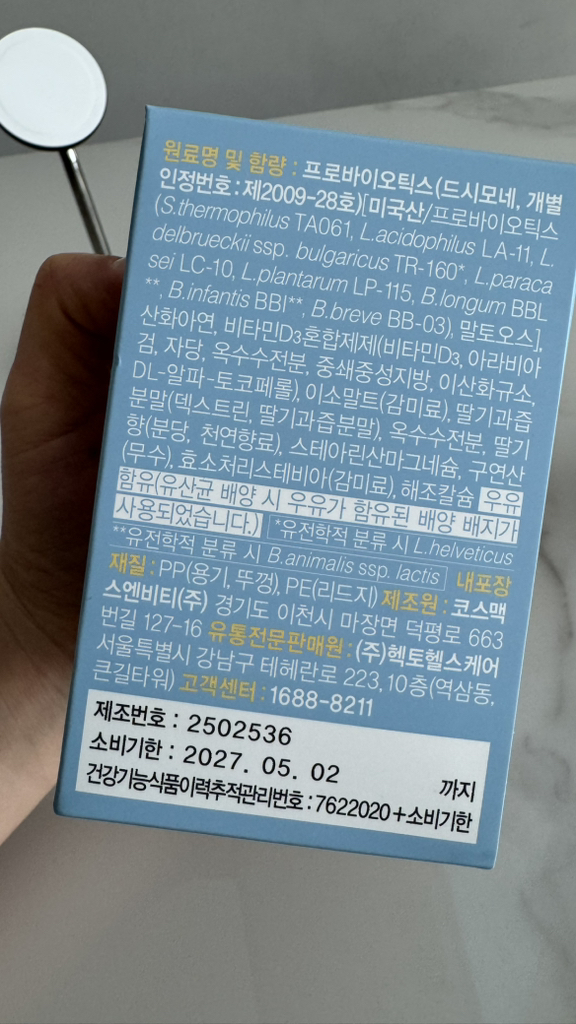 원료명 및 함량 : 프로바이오틱스(드시모네, 개별
인정번호 : 제2009-28호)[미국산/프로바이오틱스
(S.thermophilus TA061, L.acidophilus LA-11, L.
delbrueckii ssp. bulgaricus TR-160*, L.paraca
sei LC-10, L.plantarum LP-115, B.longum BBL
**, B.infantis BBI**, B.breve BB-03), 말토오스],
산화아연, 비타민D3혼합제제(비타민D3, 아라비아
검, 자당, 옥수수전분, 중쇄중성지방, 이산화규소,
DL-알파-토코페롤), 이소말트(감미료), 딸기과즙
분말(덱스트린, 딸기과즙분말), 옥수수전분, 딸기
향(분당, 천연향료), 스테아린산마그네슘, 구연산
(무수), 효소처리스테비아(감미료), 해조칼슘 우유
함유(유산균 배양 시 우유가 함유된 배양 배지가
사용되었습니다.) *유전학적 분류 시 L.helveticus
**유전학적 분류 시 B.animalis ssp. lactis 내포장
재질 : PP(용기, 뚜껑), PE(리드지) 제조원 : 코스맥
스엔비티(주) 경기도 이천시 마장면 덕평로 663
번길 127-16 유통전문판매원 : (주)헥토헬스케어
서울특별시 강남구 테헤란로 223, 10층(역삼동,
큰길타워) 고객센터 : 1688-8211
제조번호 : 2502536
소비기한 : 2027. 05. 02 까지
건강기능식품이력추적관리번호 : 7622020+소비기한